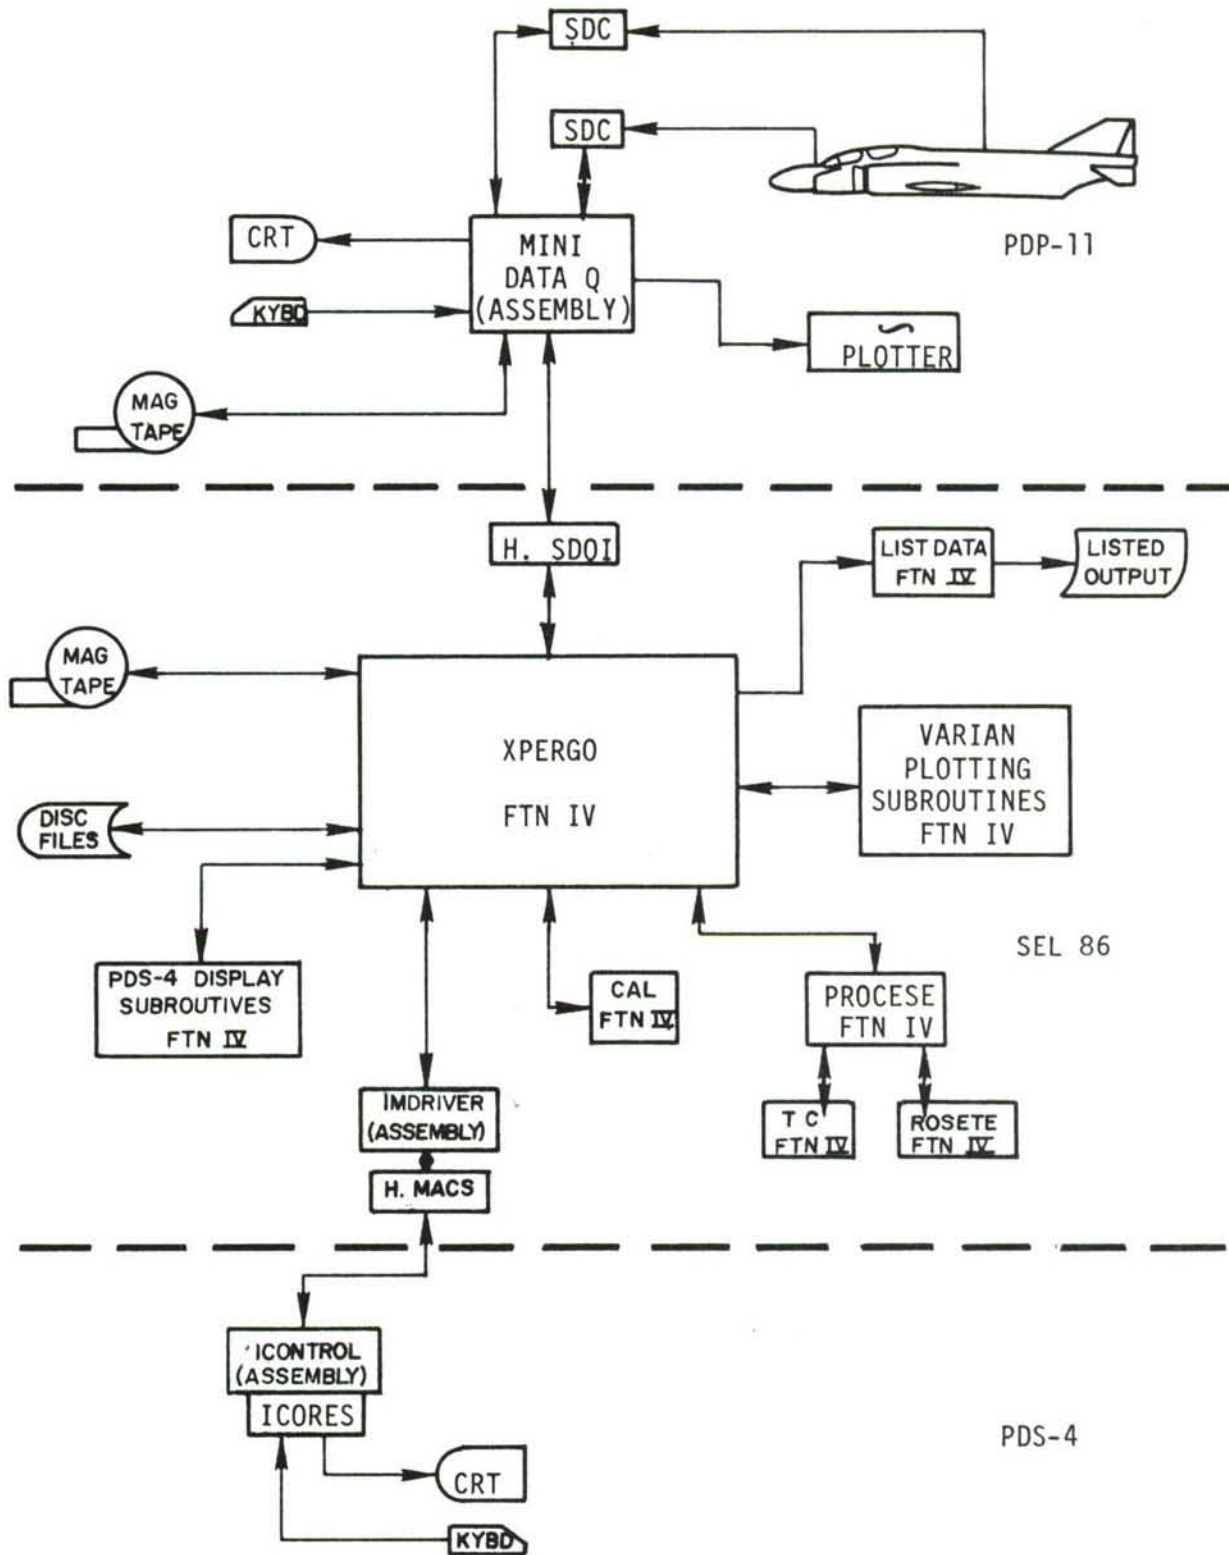 SDC
SDC
CRT
MINI
DATA Q
(ASSEMBLY)
PDP-11
KYBD
PLOTTER
MAG
TAPE
H. SDQI
LIST DATA
FTN IV
LISTED
OUTPUT
MAG
TAPE
XPERGO
FTN IV
VARIAN
PLOTTING
SUBROUTINES
FTN IV
DISC
FILES
SEL 86
PDS-4 DISPLAY
SUBROUTIVES
FTN IV
CAL
FTN IV
PROCESE
FTN IV
IMDRIVER
(ASSEMBLY)
T C
FTN IV
ROSETE
FTN IV
H. MACS
ICONTROL
(ASSEMBLY)
ICORES
PDS-4
CRT
KYBD